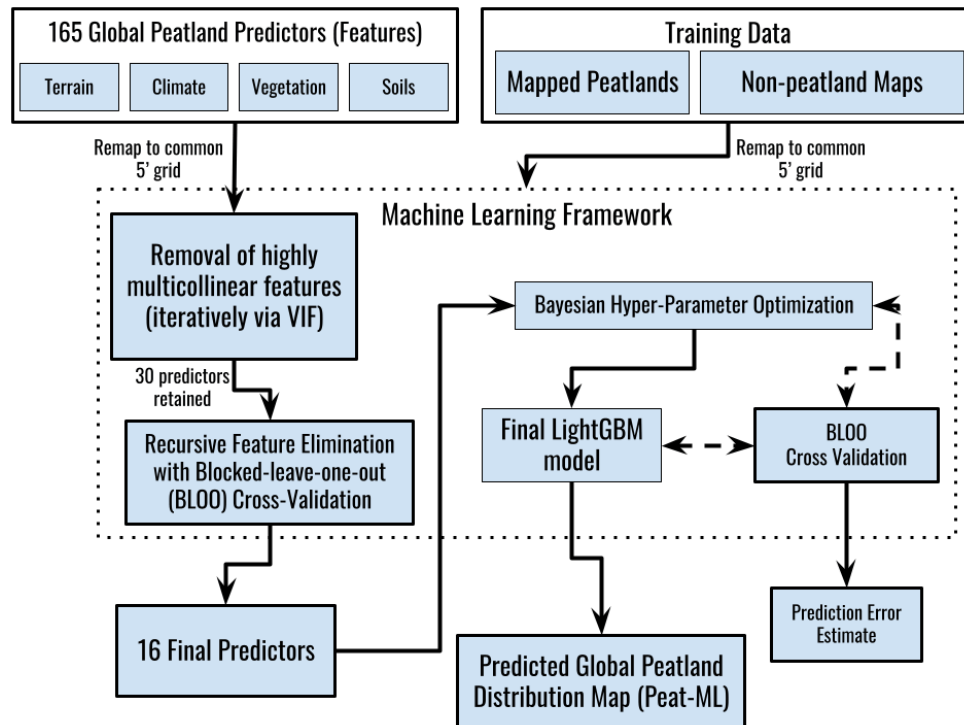 165 Global Peatland Predictors (Features)
Terrain
Climate
Vegetation
Soils
Training Data
Mapped Peatlands
Non-peatland Maps
Remap to common
5' grid
Remap to common
5' grid
Machine Learning Framework
Removal of highly
multicollinear features
(iteratively via VIF)
30 predictors
retained
Recursive Feature Elimination
with Blocked-leave-one-out
(BLOO) Cross-Validation
16 Final Predictors
Bayesian Hyper-Parameter Optimization
Final LightGBM
model
BLOO
Cross Validation
Prediction Error
Estimate
Predicted Global Peatland
Distribution Map (Peat-ML)